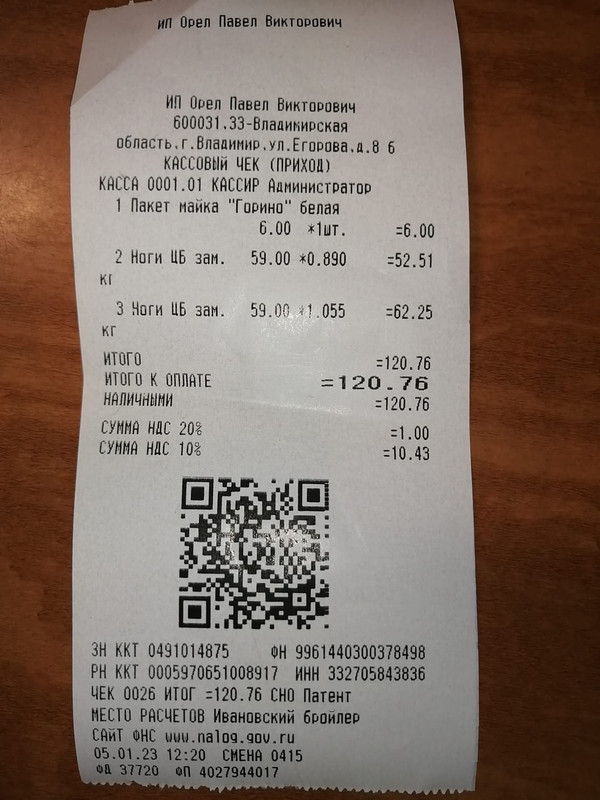 ИП Орел Павел Викторович
ИП Орел Павел Викторович
600031.33-Владимирская
область,г.Владимир,ул.Егорова,д.8 б
КАССОВЫЙ ЧЕК (ПРИХОД)
КАССА 0001.01 КАССИР Администратор
1 Пакет майка "Горино" белая
6.00 *1шт. =6.00
2 Ноги ЦБ зам. 59.00 *0.890 =52.51
кг
3 Ноги ЦБ зам. 59.00 *1.055 =62.25
кг
ИТОГО =120.76
ИТОГО К ОПЛАТЕ =120.76
НАЛИЧНЫМИ =120.76
СУММА НДС 20% =1.00
СУММА НДС 10% =10.43
ЗН ККТ 0491014875 ФН 9961440300378498
РН ККТ 0005970651008917 ИНН 332705843836
ЧЕК 0026 ИТОГ =120.76 СНО Патент
МЕСТО РАСЧЕТОВ Ивановский бройлер
САЙТ ФНС www.nalog.gov.ru
05.01.23 12:20 СМЕНА 0415
ФД 37720 ФП 4027944017